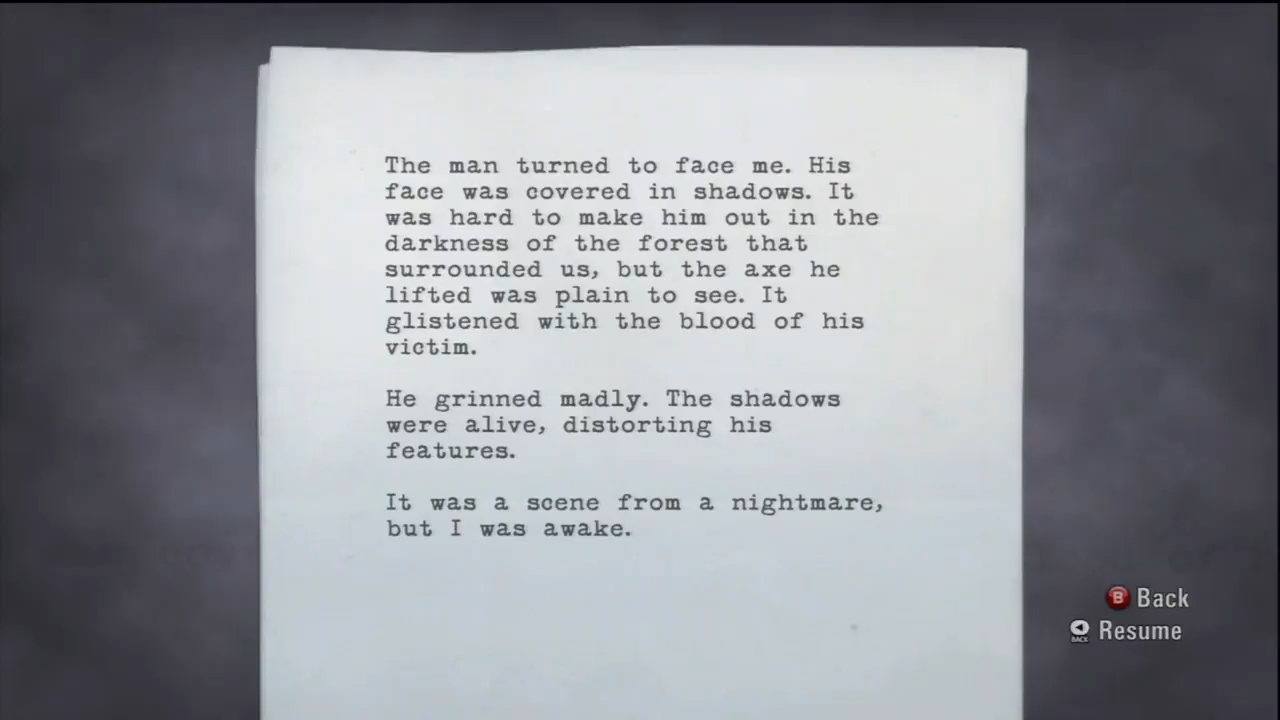 The man turned to face me. His
face was covered in shadows. It
was hard to make him out in the
darkness of the forest that
surrounded us, but the axe he
lifted was plain to see. It
glistened with the blood of his
victim.
He grinned madly. The shadows
were alive, distorting his
features.
It was a scene from a nightmare,
but I was awake.
B Back
BACK Resume